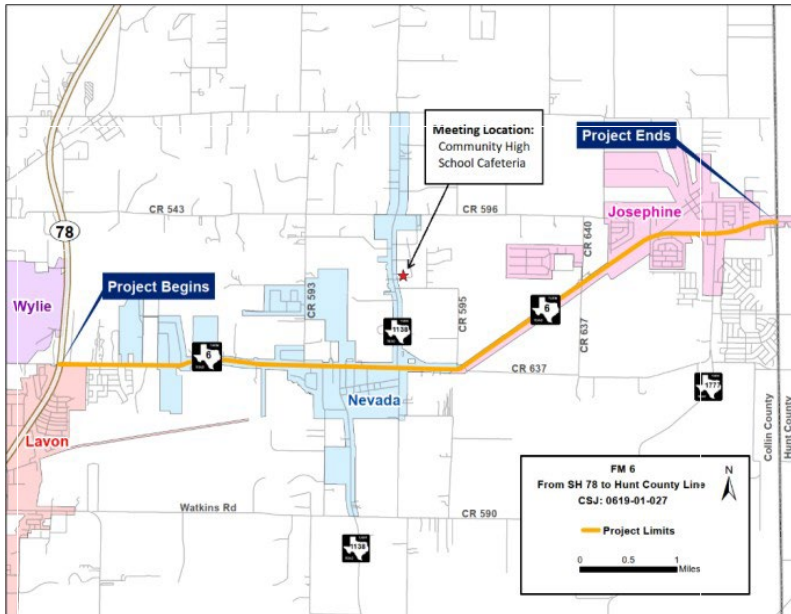 Meeting Location:
Community High
School Cafeteria
Project Ends
CR 543
CR 596
Josephine
CR 640
78
Project Begins
Wylie
CR 593
1138
CR 595
6
CR 637
6
CR 637
1777
Nevada
Lavon
Collin County
Hunt County
Watkins Rd
CR 590
1138
FM 6
From SH 78 to Hunt County Line
CSJ: 0619-01-027
N
Project Limits
0 0.5 1
Miles